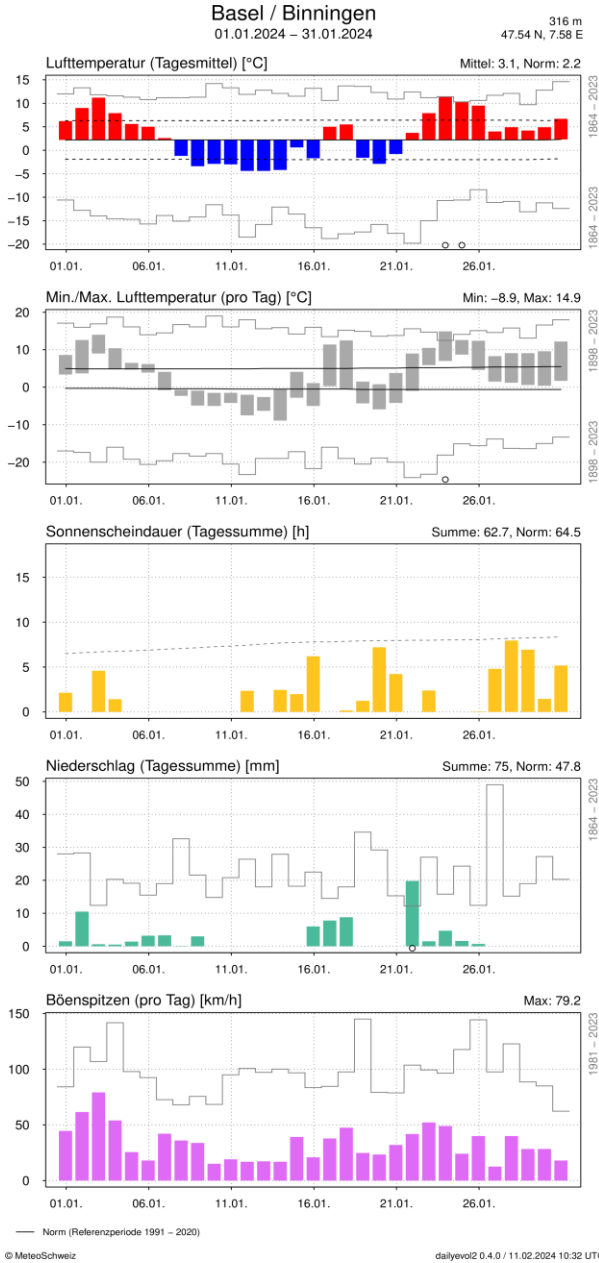 Basel / Binningen
01.01.2024 – 31.01.2024
316 m
47.54 N, 7.58 E
Lufttemperatur (Tagesmittel) [°C]
Mittel: 3.1, Norm: 2.2
15
10
5
0
−5
−10
−15
−20
1864 – 2023
1864 – 2023
01.01. 06.01. 11.01. 16.01. 21.01. 26.01.
Min./Max. Lufttemperatur (pro Tag) [°C]
Min: −8.9, Max: 14.9
20
10
0
−10
−20
1898 – 2023
1898 – 2023
01.01. 06.01. 11.01. 16.01. 21.01. 26.01.
Sonnenscheindauer (Tagessumme) [h]
Summe: 62.7, Norm: 64.5
15
10
5
0
01.01. 06.01. 11.01. 16.01. 21.01. 26.01.
Niederschlag (Tagessumme) [mm]
Summe: 75, Norm: 47.8
50
40
30
20
10
0
1864 – 2023
01.01. 06.01. 11.01. 16.01. 21.01. 26.01.
Böenspitzen (pro Tag) [km/h]
Max: 79.2
150
100
50
0
1981 – 2023
01.01. 06.01. 11.01. 16.01. 21.01. 26.01.
Norm (Referenzperiode 1991 – 2020)
© MeteoSchweiz
dailyevol2 0.4.0 / 11.02.2024 10:32 UTC